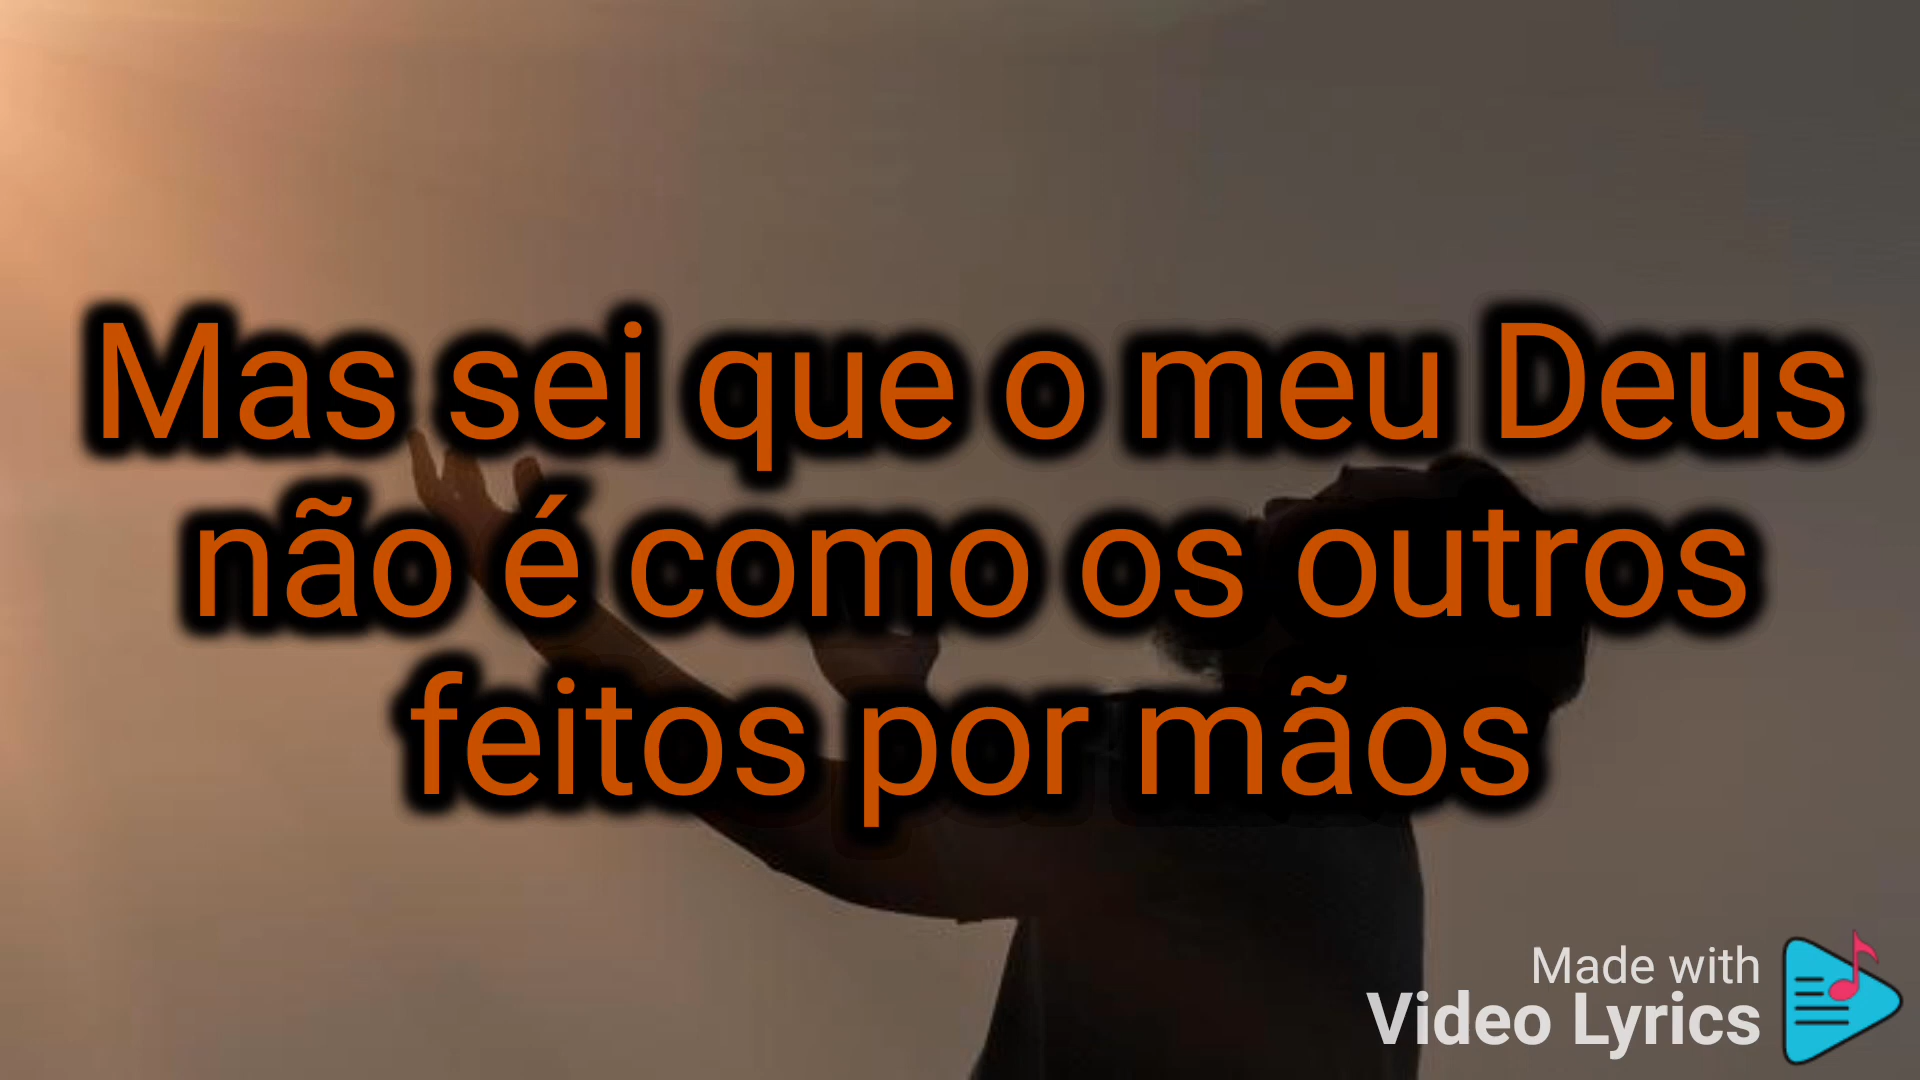 Mas sei que o meu Deus
não é como os outros
feitos por mãos
Made with
Video Lyrics